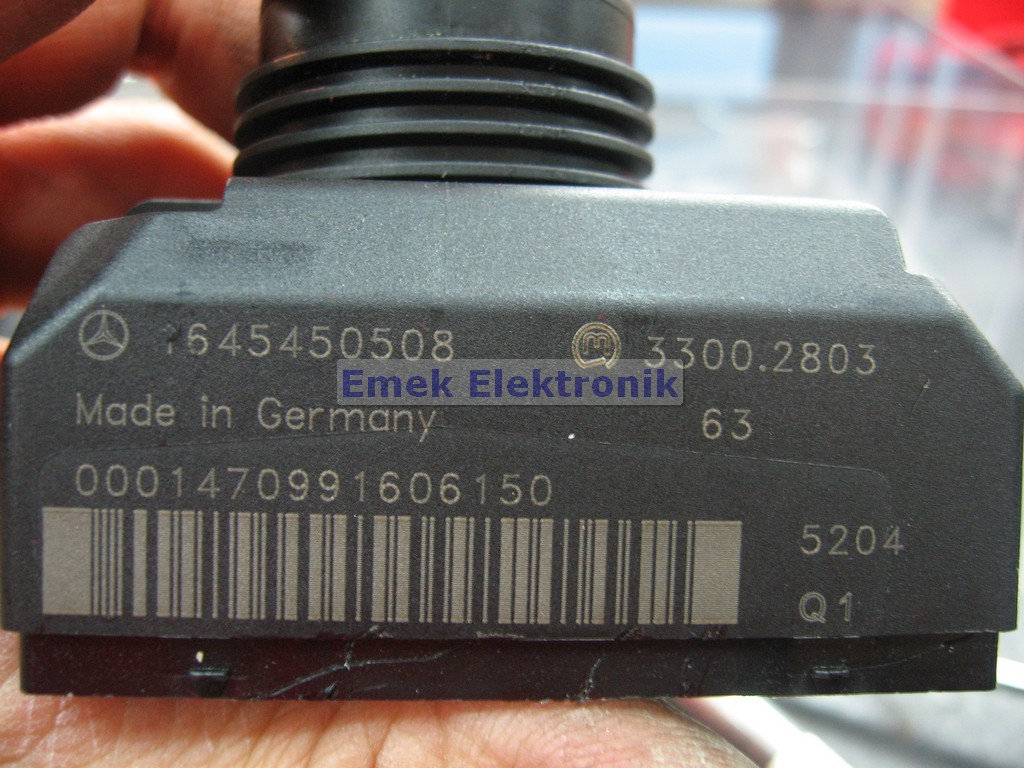 1645450508 3300.2803
Emek Elektronik
Made in Germany 63
0001470991606150
5204
Q1